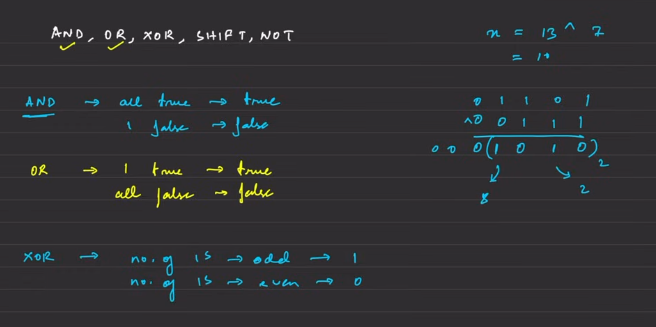 AND, OR, XOR, SHIFT, NOT
x = 13 ^ 7
= 10
0 1 1 0 1
^0 0 1 1 1
0 0 0(1 0 1 0)2
8
2
AND → all true → true
1 false → false
OR → 1 true → true
all false → false
XOR → no. of 1s → odd → 1
no. of 1s → even → 0